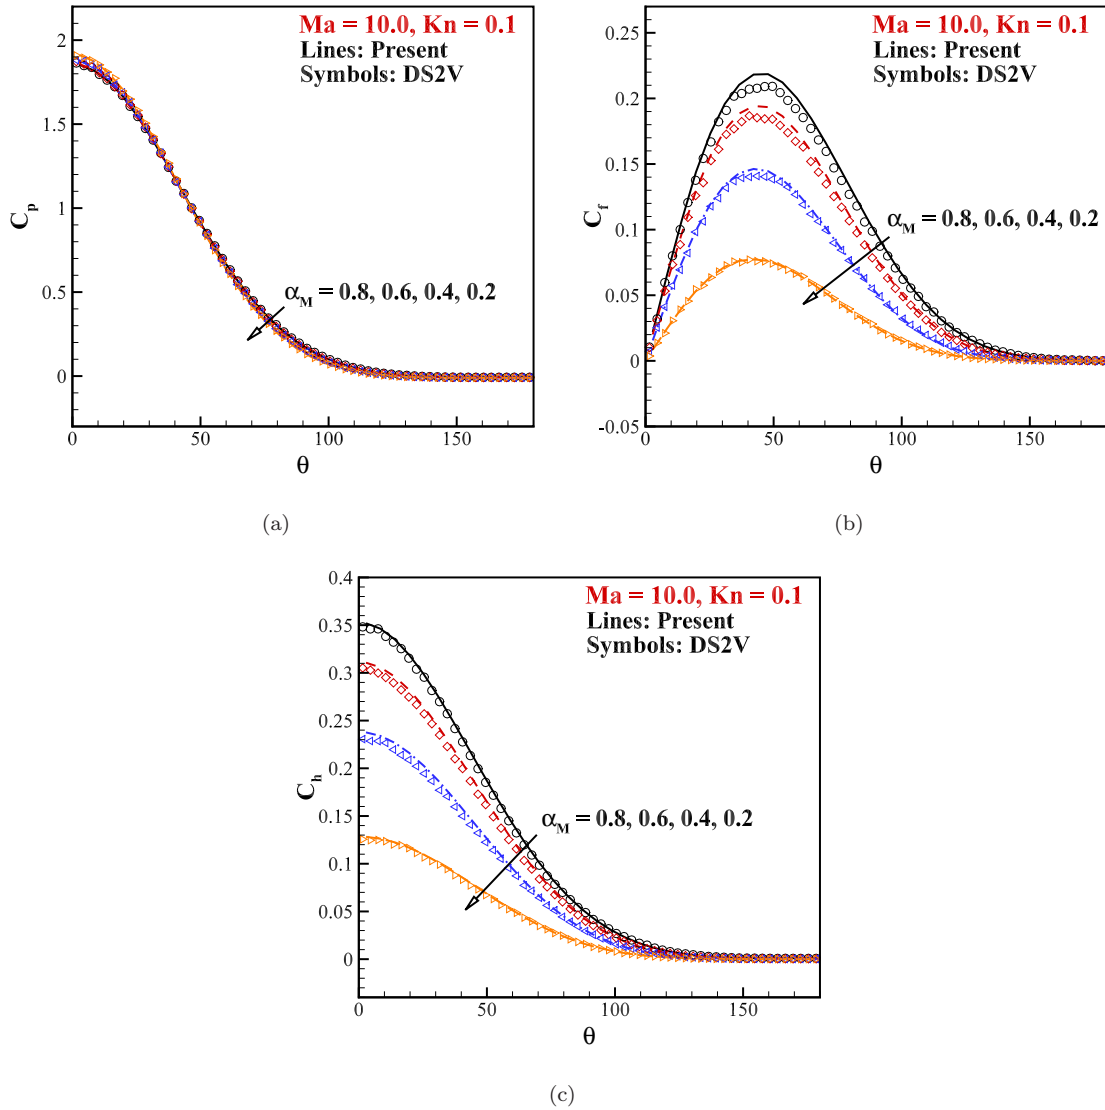 Ma = 10.0, Kn = 0.1
Lines: Present
Symbols: DS2V
2
1.5
1
0.5
0
C_p
α_M = 0.8, 0.6, 0.4, 0.2
0 50 100 150
θ
(a)
Ma = 10.0, Kn = 0.1
Lines: Present
Symbols: DS2V
0.25
0.2
0.15
0.1
0.05
0
-0.05
C_f
α_M = 0.8, 0.6, 0.4, 0.2
0 50 100 150
θ
(b)
Ma = 10.0, Kn = 0.1
Lines: Present
Symbols: DS2V
0.4
0.35
0.3
0.25
0.2
0.15
0.1
0.05
0
C_h
α_M = 0.8, 0.6, 0.4, 0.2
0 50 100 150
θ
(c)